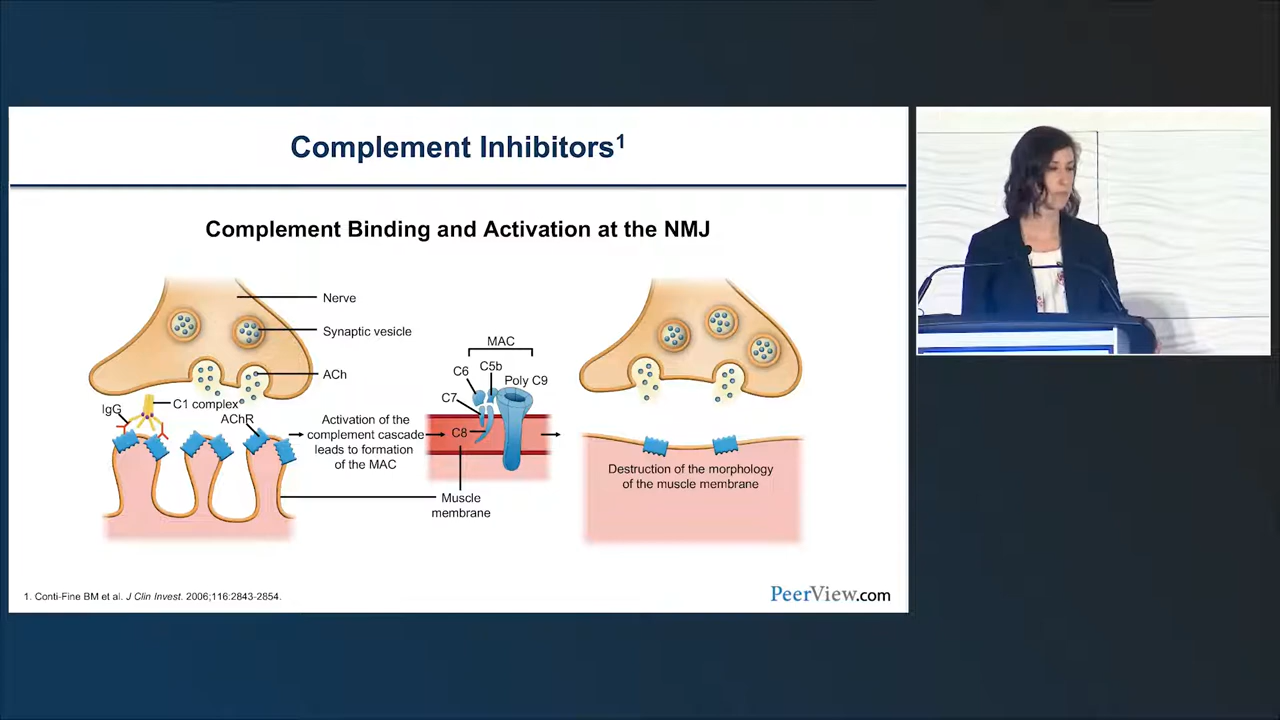 Complement Inhibitors1
Complement Binding and Activation at the NMJ
Nerve
Synaptic vesicle
ACh
IgG
C1 complex
AChR
Activation of the
complement cascade
leads to formation
of the MAC
MAC
C6
C5b
Poly C9
C7
C8
Muscle
membrane
Destruction of the morphology
of the muscle membrane
1. Conti-Fine BM et al. J Clin Invest. 2006;116:2843-2854.
PeerView.com